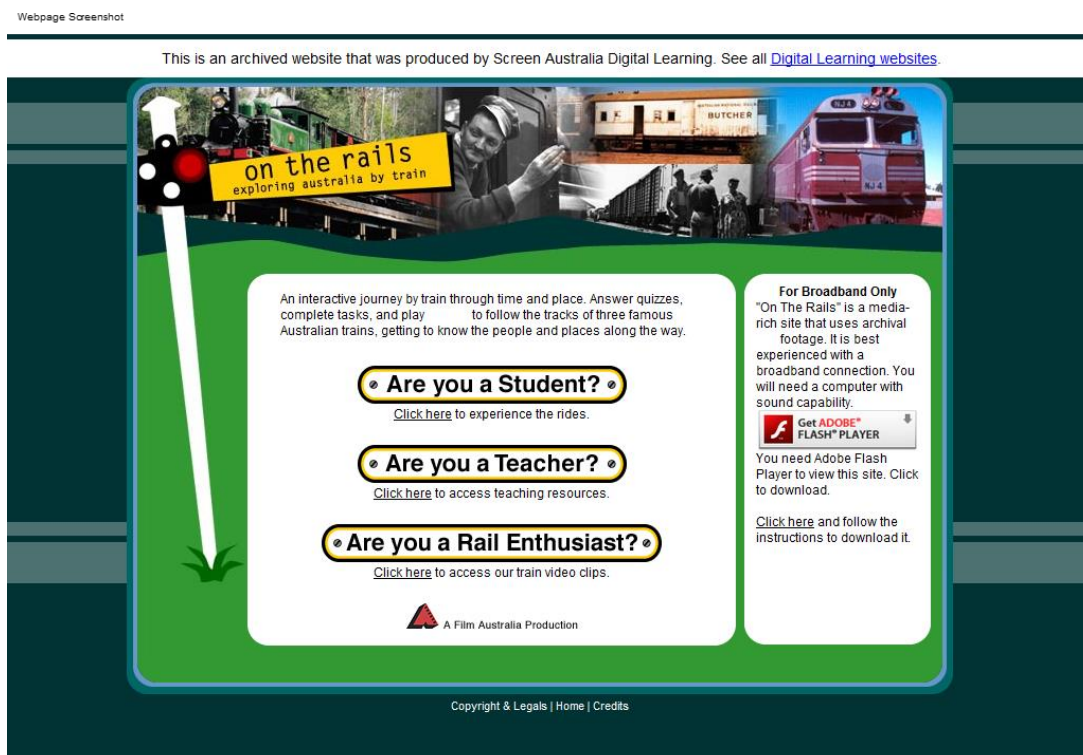 Webpage Screenshot
This is an archived website that was produced by Screen Australia Digital Learning. See all Digital Learning websites.
on the rails
exploring australia by train
BUTCHER
NJ 4
NJ 4
An interactive journey by train through time and place. Answer quizzes,
complete tasks, and play to follow the tracks of three famous
Australian trains, getting to know the people and places along the way.
Are you a Student?
Click here to experience the rides.
Are you a Teacher?
Click here to access teaching resources.
Are you a Rail Enthusiast?
Click here to access our train video clips.
A Film Australia Production
For Broadband Only
"On The Rails" is a media-
rich site that uses archival
footage. It is best
experienced with a
broadband connection. You
will need a computer with
sound capability.
Get ADOBE®
FLASH® PLAYER
You need Adobe Flash
Player to view this site. Click
to download.
Click here and follow the
instructions to download it.
Copyright & Legals | Home | Credits